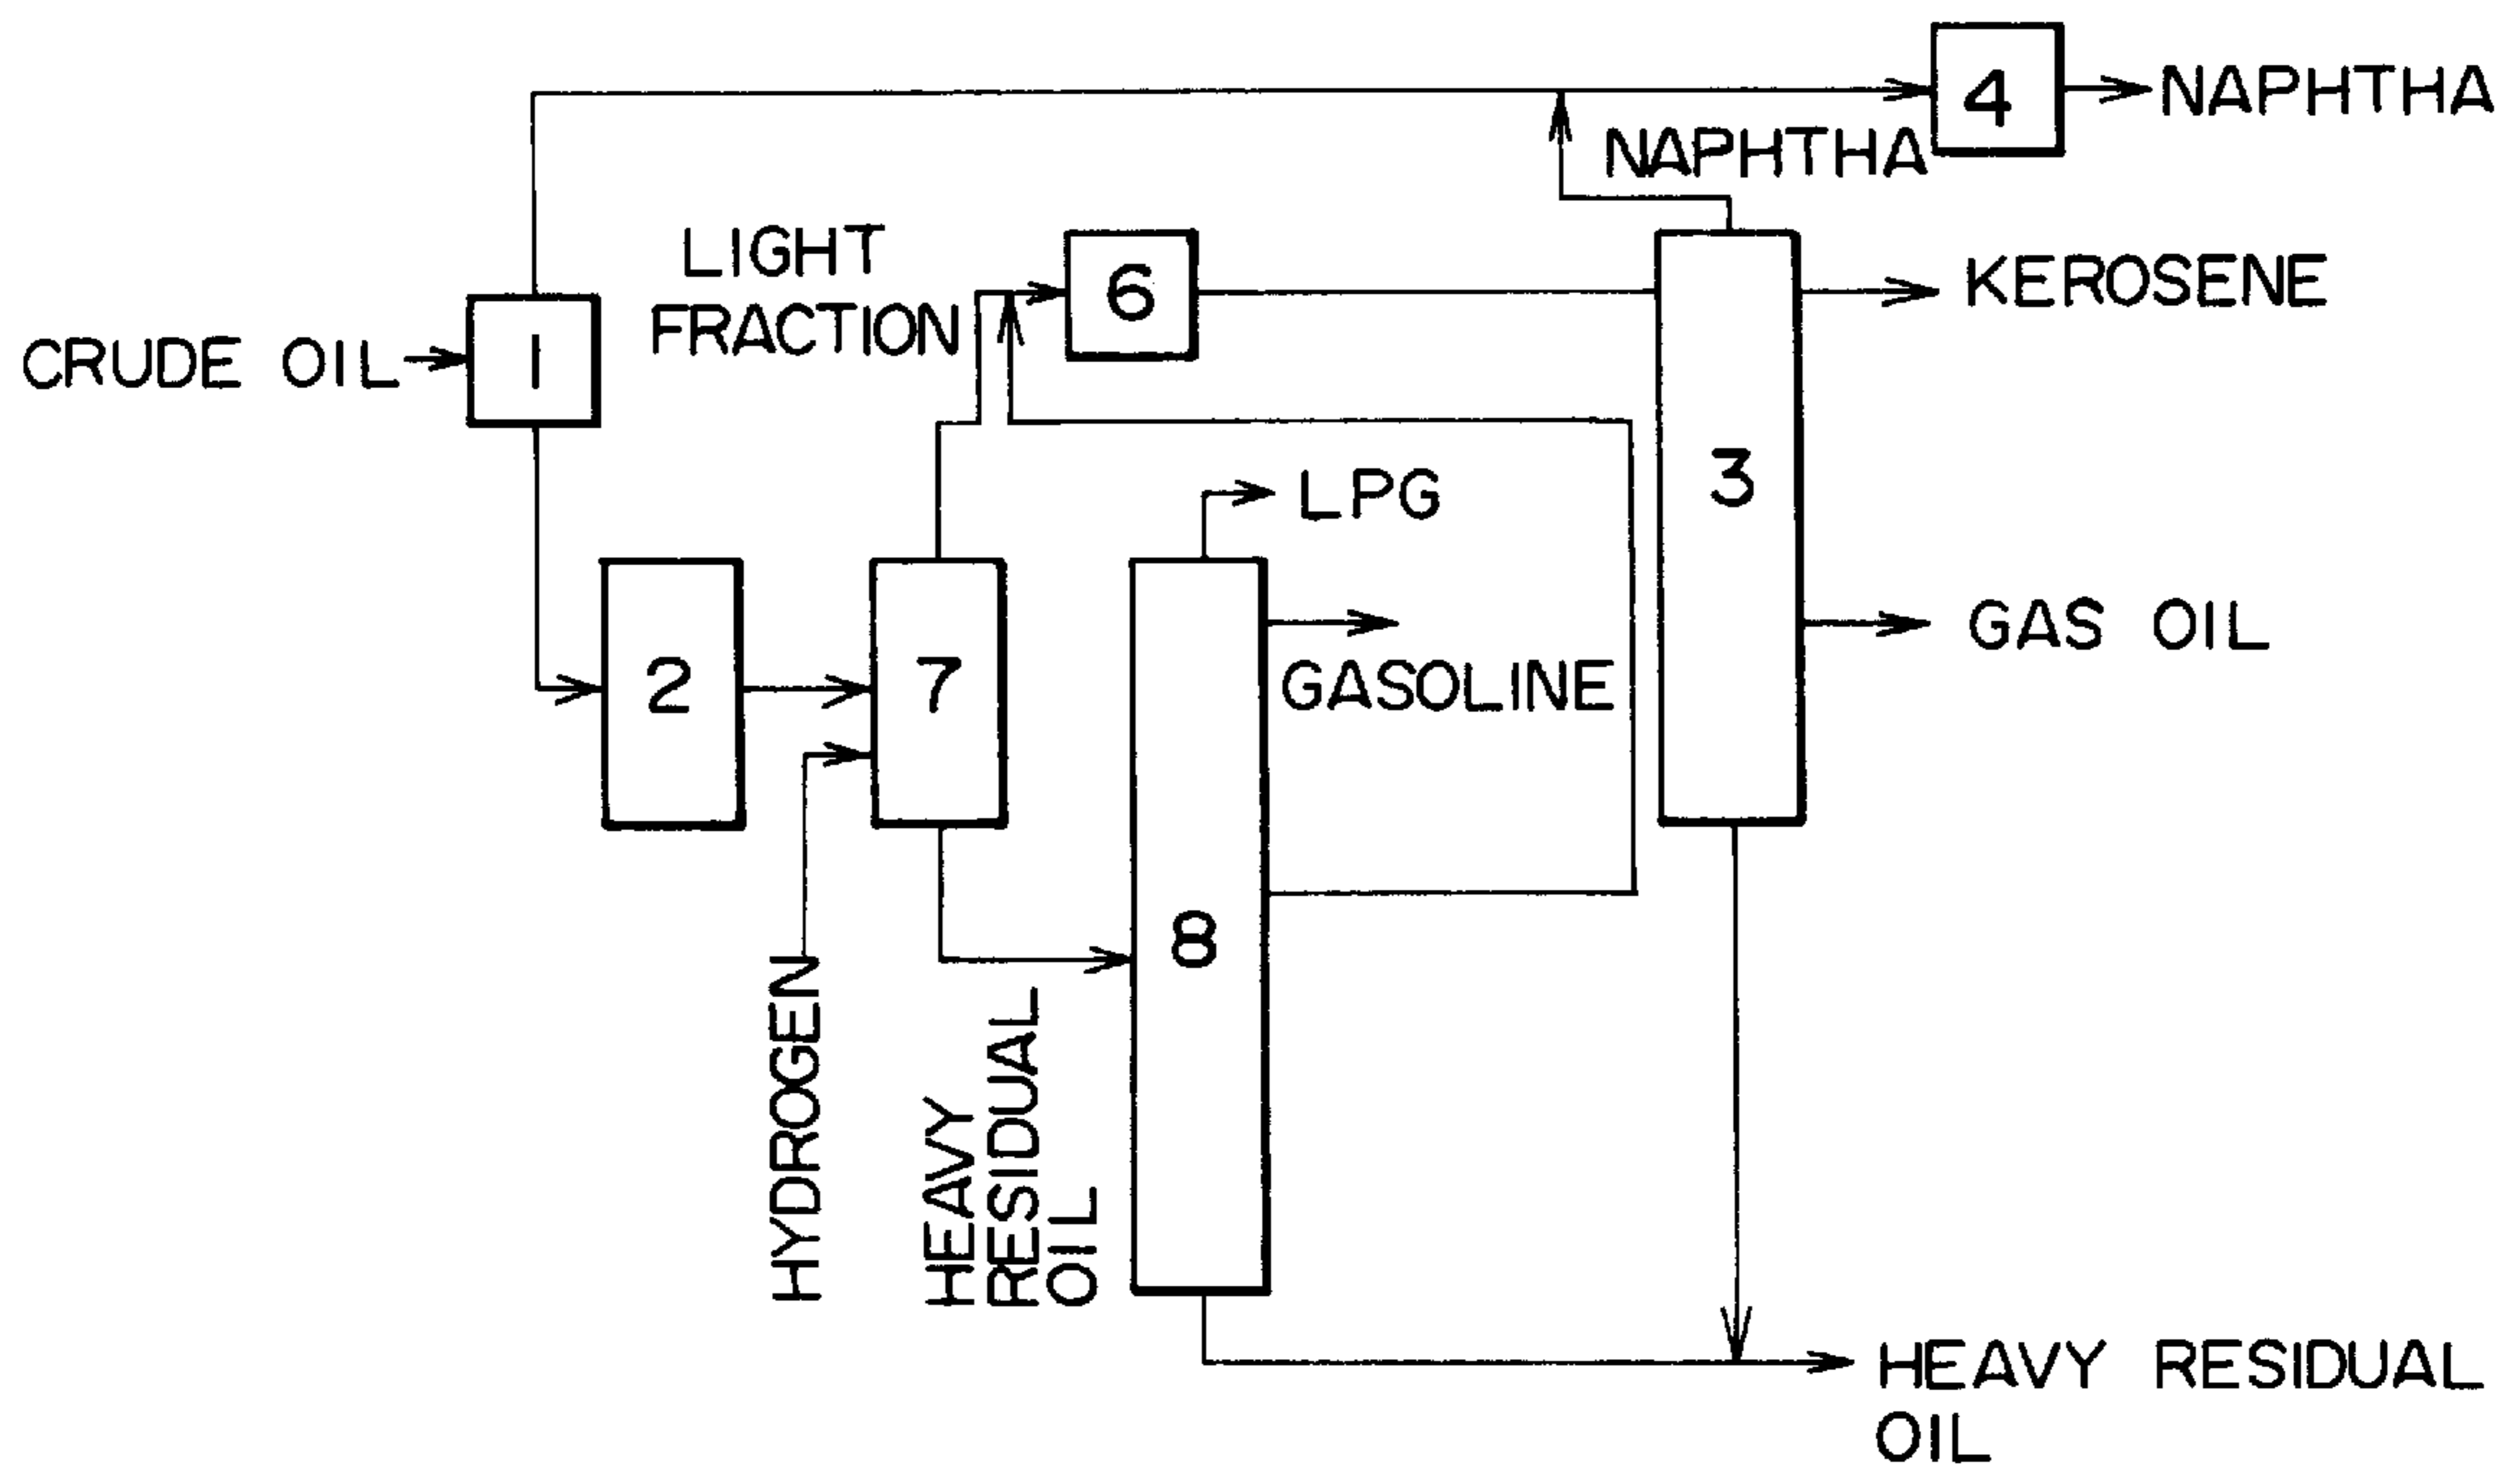 4
NAPHTHA
NAPHTHA
LIGHT
FRACTION
6
KEROSENE
CRUDE OIL
1
3
LPG
GAS OIL
2
7
GASOLINE
8
HYDROGEN
HEAVY
RESIDUAL
OIL
HEAVY RESIDUAL
OIL